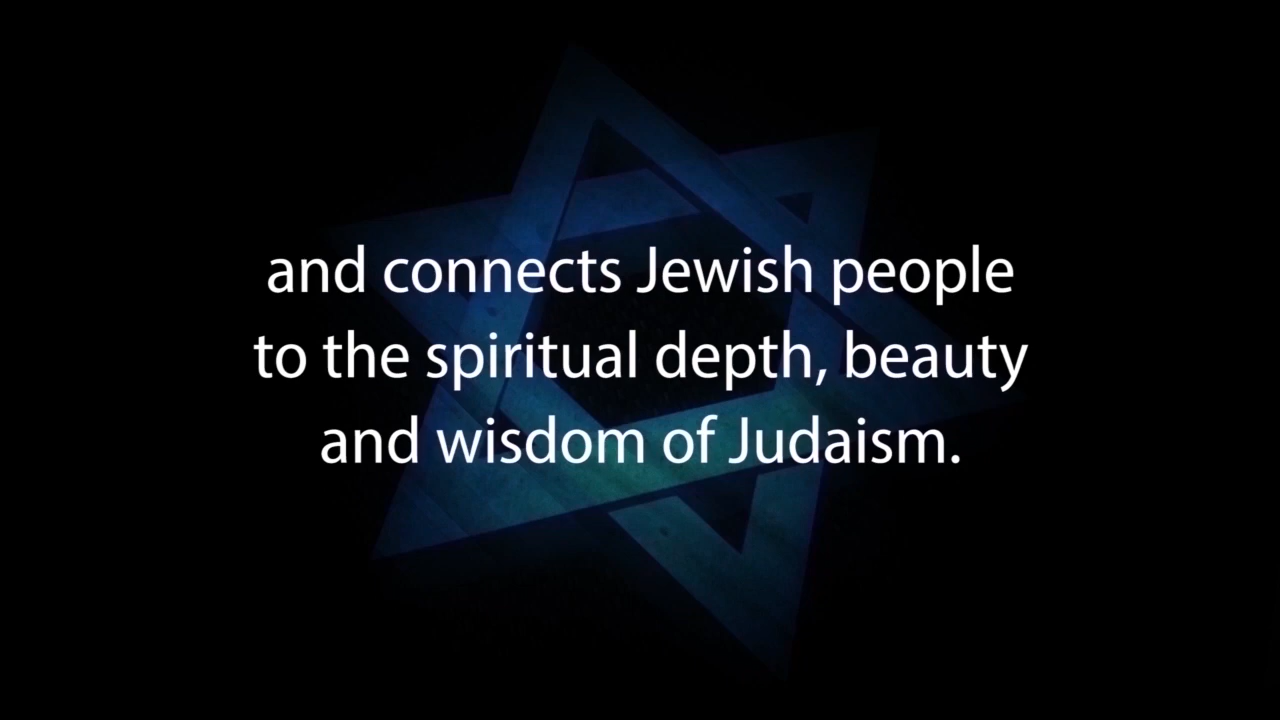 and connects Jewish people
to the spiritual depth, beauty
and wisdom of Judaism.